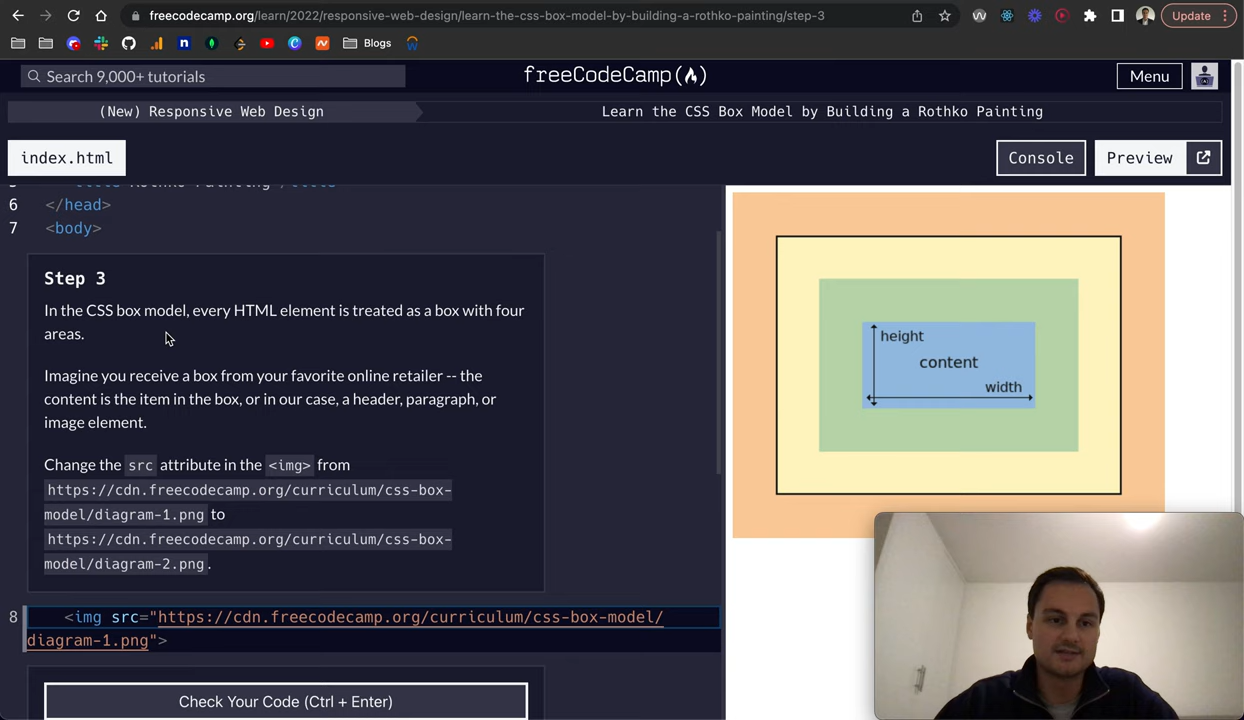 freecodecamp.org/learn/2022/responsive-web-design/learn-the-css-box-model-by-building-a-rothko-painting/step-3
Update
Blogs
Search 9,000+ tutorials
freeCodeCamp
Menu
(New) Responsive Web Design
Learn the CSS Box Model by Building a Rothko Painting
index.html
Console
Preview
6 </head>
7 <body>
Step 3
In the CSS box model, every HTML element is treated as a box with four
areas.
Imagine you receive a box from your favorite online retailer -- the
content is the item in the box, or in our case, a header, paragraph, or
image element.
Change the src attribute in the <img> from
https://cdn.freecodecamp.org/curriculum/css-box-
model/diagram-1.png to
https://cdn.freecodecamp.org/curriculum/css-box-
model/diagram-2.png.
8 <img src="https://cdn.freecodecamp.org/curriculum/css-box-model/
diagram-1.png">
Check Your Code (Ctrl + Enter)
height
content
width